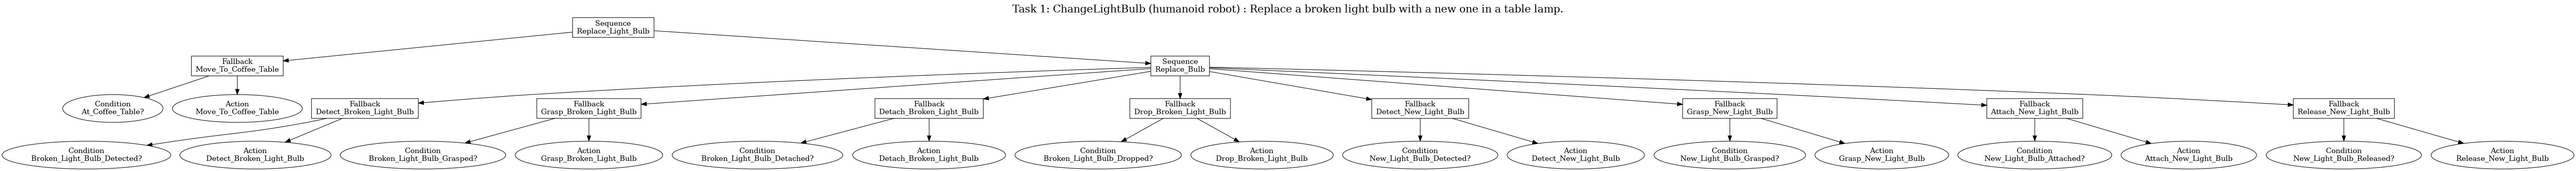 Task 1: ChangeLightBulb (humanoid robot) : Replace a broken light bulb with a new one in a table lamp.
Sequence
Replace_Light_Bulb
Fallback
Move_To_Coffee_Table
Sequence
Replace_Bulb
Condition
At_Coffee_Table?
Action
Move_To_Coffee_Table
Fallback
Detect_Broken_Light_Bulb
Fallback
Grasp_Broken_Light_Bulb
Fallback
Detach_Broken_Light_Bulb
Fallback
Drop_Broken_Light_Bulb
Fallback
Detect_New_Light_Bulb
Fallback
Grasp_New_Light_Bulb
Fallback
Attach_New_Light_Bulb
Fallback
Release_New_Light_Bulb
Condition
Broken_Light_Bulb_Detected?
Action
Detect_Broken_Light_Bulb
Condition
Broken_Light_Bulb_Grasped?
Action
Grasp_Broken_Light_Bulb
Condition
Broken_Light_Bulb_Detached?
Action
Detach_Broken_Light_Bulb
Condition
Broken_Light_Bulb_Dropped?
Action
Drop_Broken_Light_Bulb
Condition
New_Light_Bulb_Detected?
Action
Detect_New_Light_Bulb
Condition
New_Light_Bulb_Grasped?
Action
Grasp_New_Light_Bulb
Condition
New_Light_Bulb_Attached?
Action
Attach_New_Light_Bulb
Condition
New_Light_Bulb_Released?
Action
Release_New_Light_Bulb